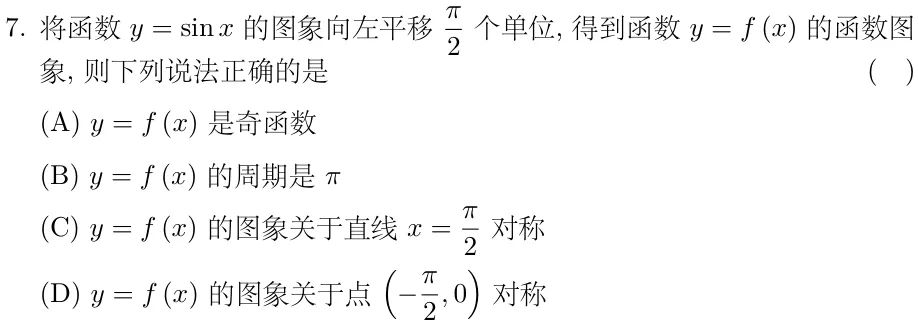 7. 将函数 y = sin x 的图象向左平移 π/2 个单位, 得到函数 y = f (x) 的函数图
象, 则下列说法正确的是 ( )
(A) y = f (x) 是奇函数
(B) y = f (x) 的周期是 π
(C) y = f (x) 的图象关于直线 x = π/2 对称
(D) y = f (x) 的图象关于点 (−π/2, 0) 对称